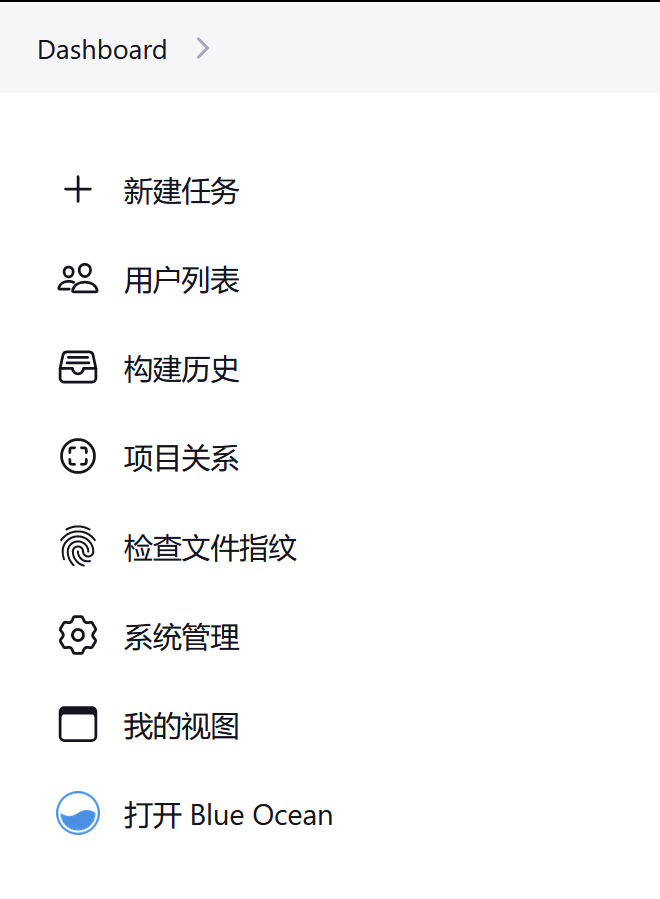 Dashboard
新建任务
用户列表
构建历史
项目关系
检查文件指纹
系统管理
我的视图
打开 Blue Ocean